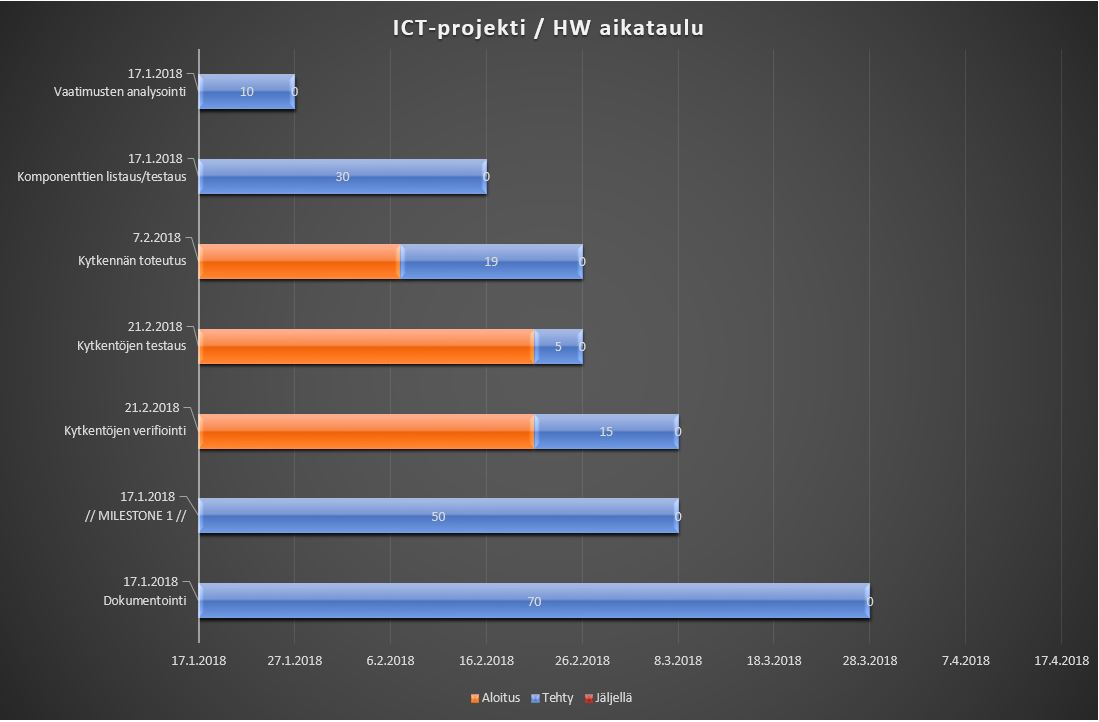 ICT-projekti / HW aikataulu
17.1.2018
Vaatimusten analysointi
10
0
17.1.2018
Komponenttien listaus/testaus
30
0
7.2.2018
Kytkennän toteutus
19
0
21.2.2018
Kytkentöjen testaus
5
0
21.2.2018
Kytkentöjen verifiointi
15
0
17.1.2018
// MILESTONE 1 //
50
0
17.1.2018
Dokumentointi
70
0
17.1.2018 27.1.2018 6.2.2018 16.2.2018 26.2.2018 8.3.2018 18.3.2018 28.3.2018 7.4.2018 17.4.2018
Aloitus Tehty Jäljellä